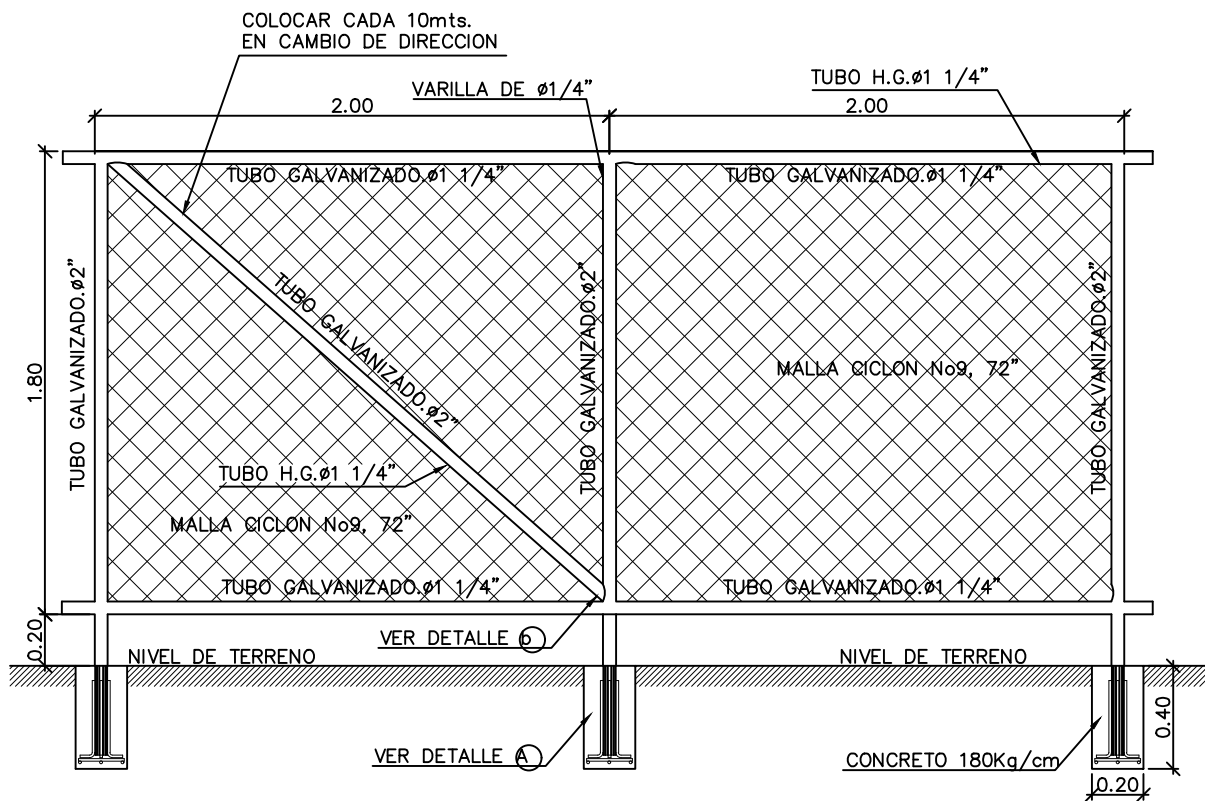 COLOCAR CADA 10mts.
EN CAMBIO DE DIRECCION
VARILLA DE ø1/4"
TUBO H.G.ø1 1/4"
2.00
2.00
TUBO GALVANIZADO.ø1 1/4"
TUBO GALVANIZADO.ø1 1/4"
1.80
TUBO GALVANIZADO.ø2"
TUBO GALVANIZADO.ø2"
TUBO GALVANIZADO.ø2"
TUBO GALVANIZADO.ø2"
MALLA CICLON No9, 72"
TUBO H.G.ø1 1/4"
MALLA CICLON No9, 72"
TUBO GALVANIZADO.ø1 1/4"
TUBO GALVANIZADO.ø1 1/4"
0.20
VER DETALLE b
NIVEL DE TERRENO
NIVEL DE TERRENO
0.40
VER DETALLE A
CONCRETO 180Kg/cm
0.20